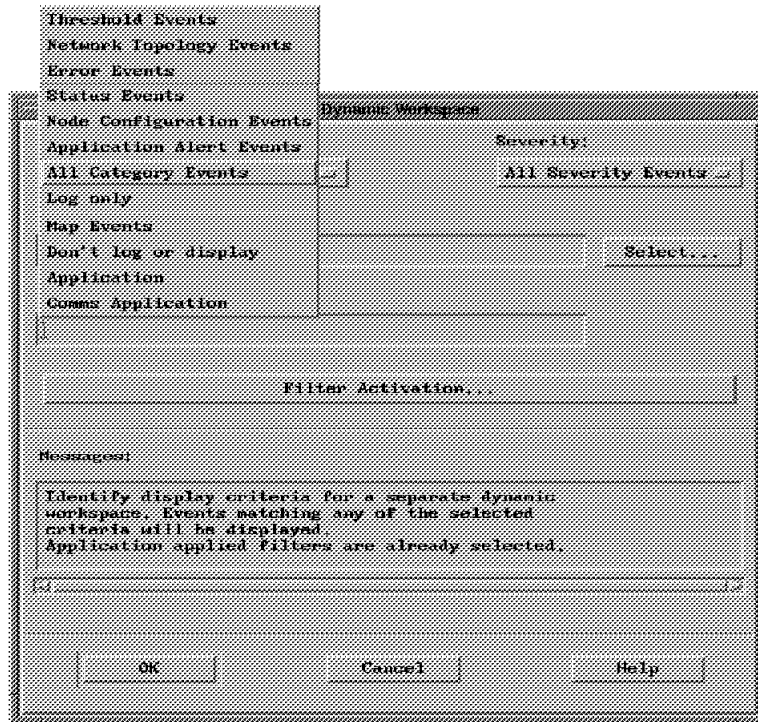 Threshold Events
Network Topology Events
Error Events
Status Events
Node Configuration Events
Dynamic Workspace
Application Alert Events
Severity:
All Category Events
All Severity Events
Log only
Map Events
Don't log or display
Select...
Application
Comms Application
Filter Activation...
Messages:
Identify display criteria for a separate dynamic
workspace. Events matching any of the selected
criteria will be displayed.
Application applied filters are already selected.
OK Cancel Help